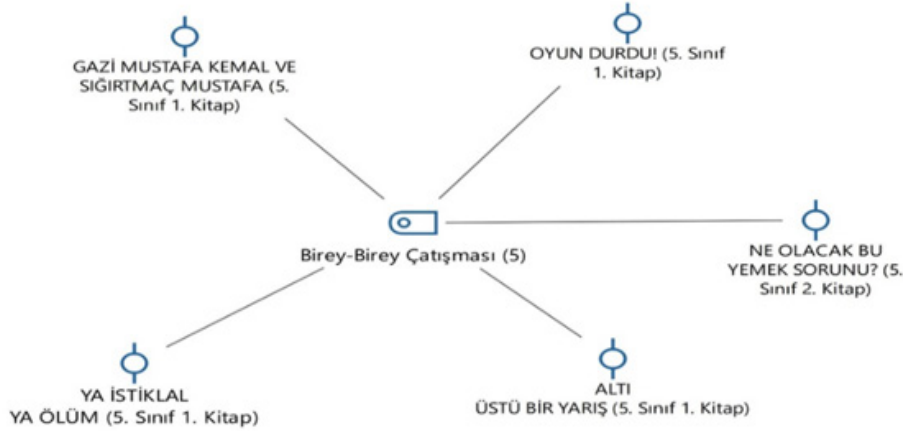 GAZİ MUSTAFA KEMAL VE
SIĞIRTMAÇ MUSTAFA (5.
Sınıf 1. Kitap)
OYUN DURDU! (5. Sınıf
1. Kitap)
Birey-Birey Çatışması (5)
NE OLACAK BU
YEMEK SORUNU? (5.
Sınıf 2. Kitap)
YA İSTİKLAL
YA ÖLÜM (5. Sınıf 1. Kitap)
ALTI
ÜSTÜ BİR YARIŞ (5. Sınıf 1. Kitap)